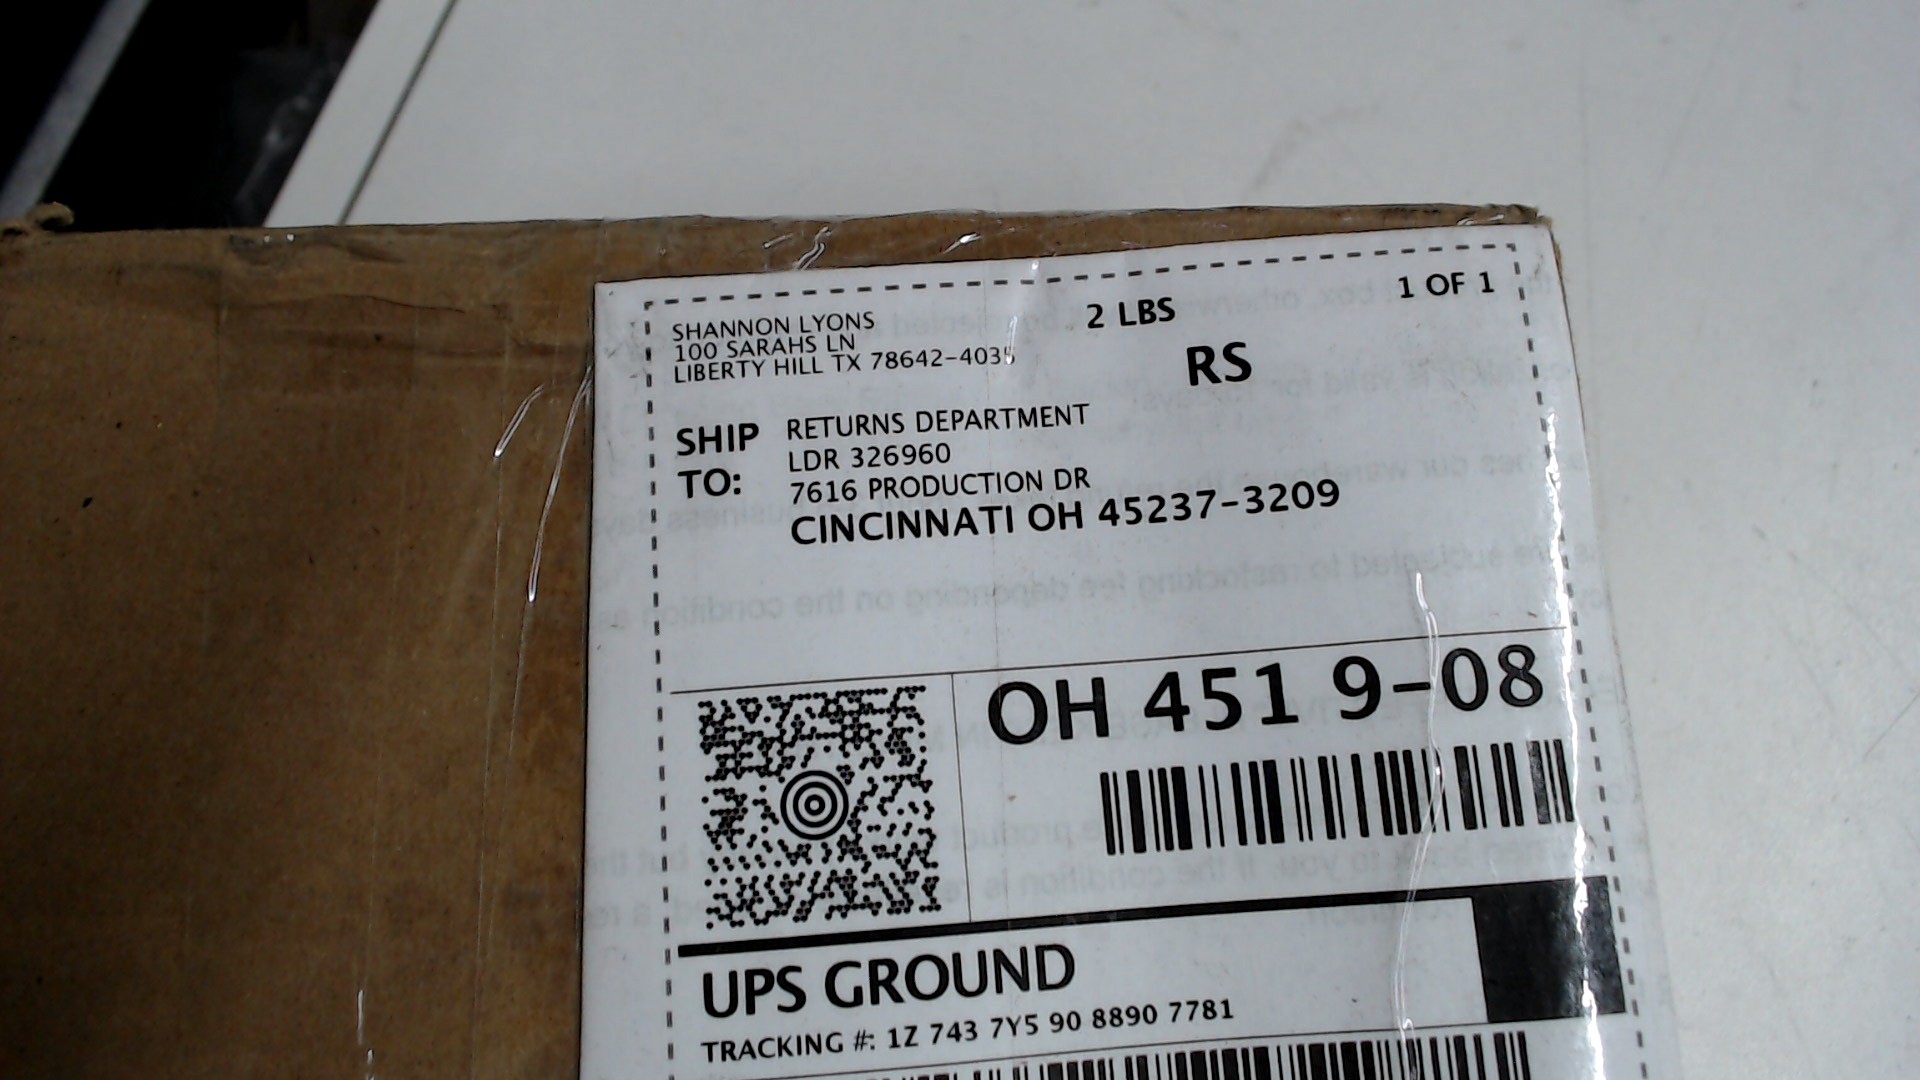 SHANNON LYONS
100 SARAHS LN
LIBERTY HILL TX 78642-4035
2 LBS
1 OF 1
RS
SHIP TO:
RETURNS DEPARTMENT
LDR 326960
7616 PRODUCTION DR
CINCINNATI OH 45237-3209
OH 451 9-08
UPS GROUND
TRACKING #: 1Z 743 7Y5 90 8890 7781